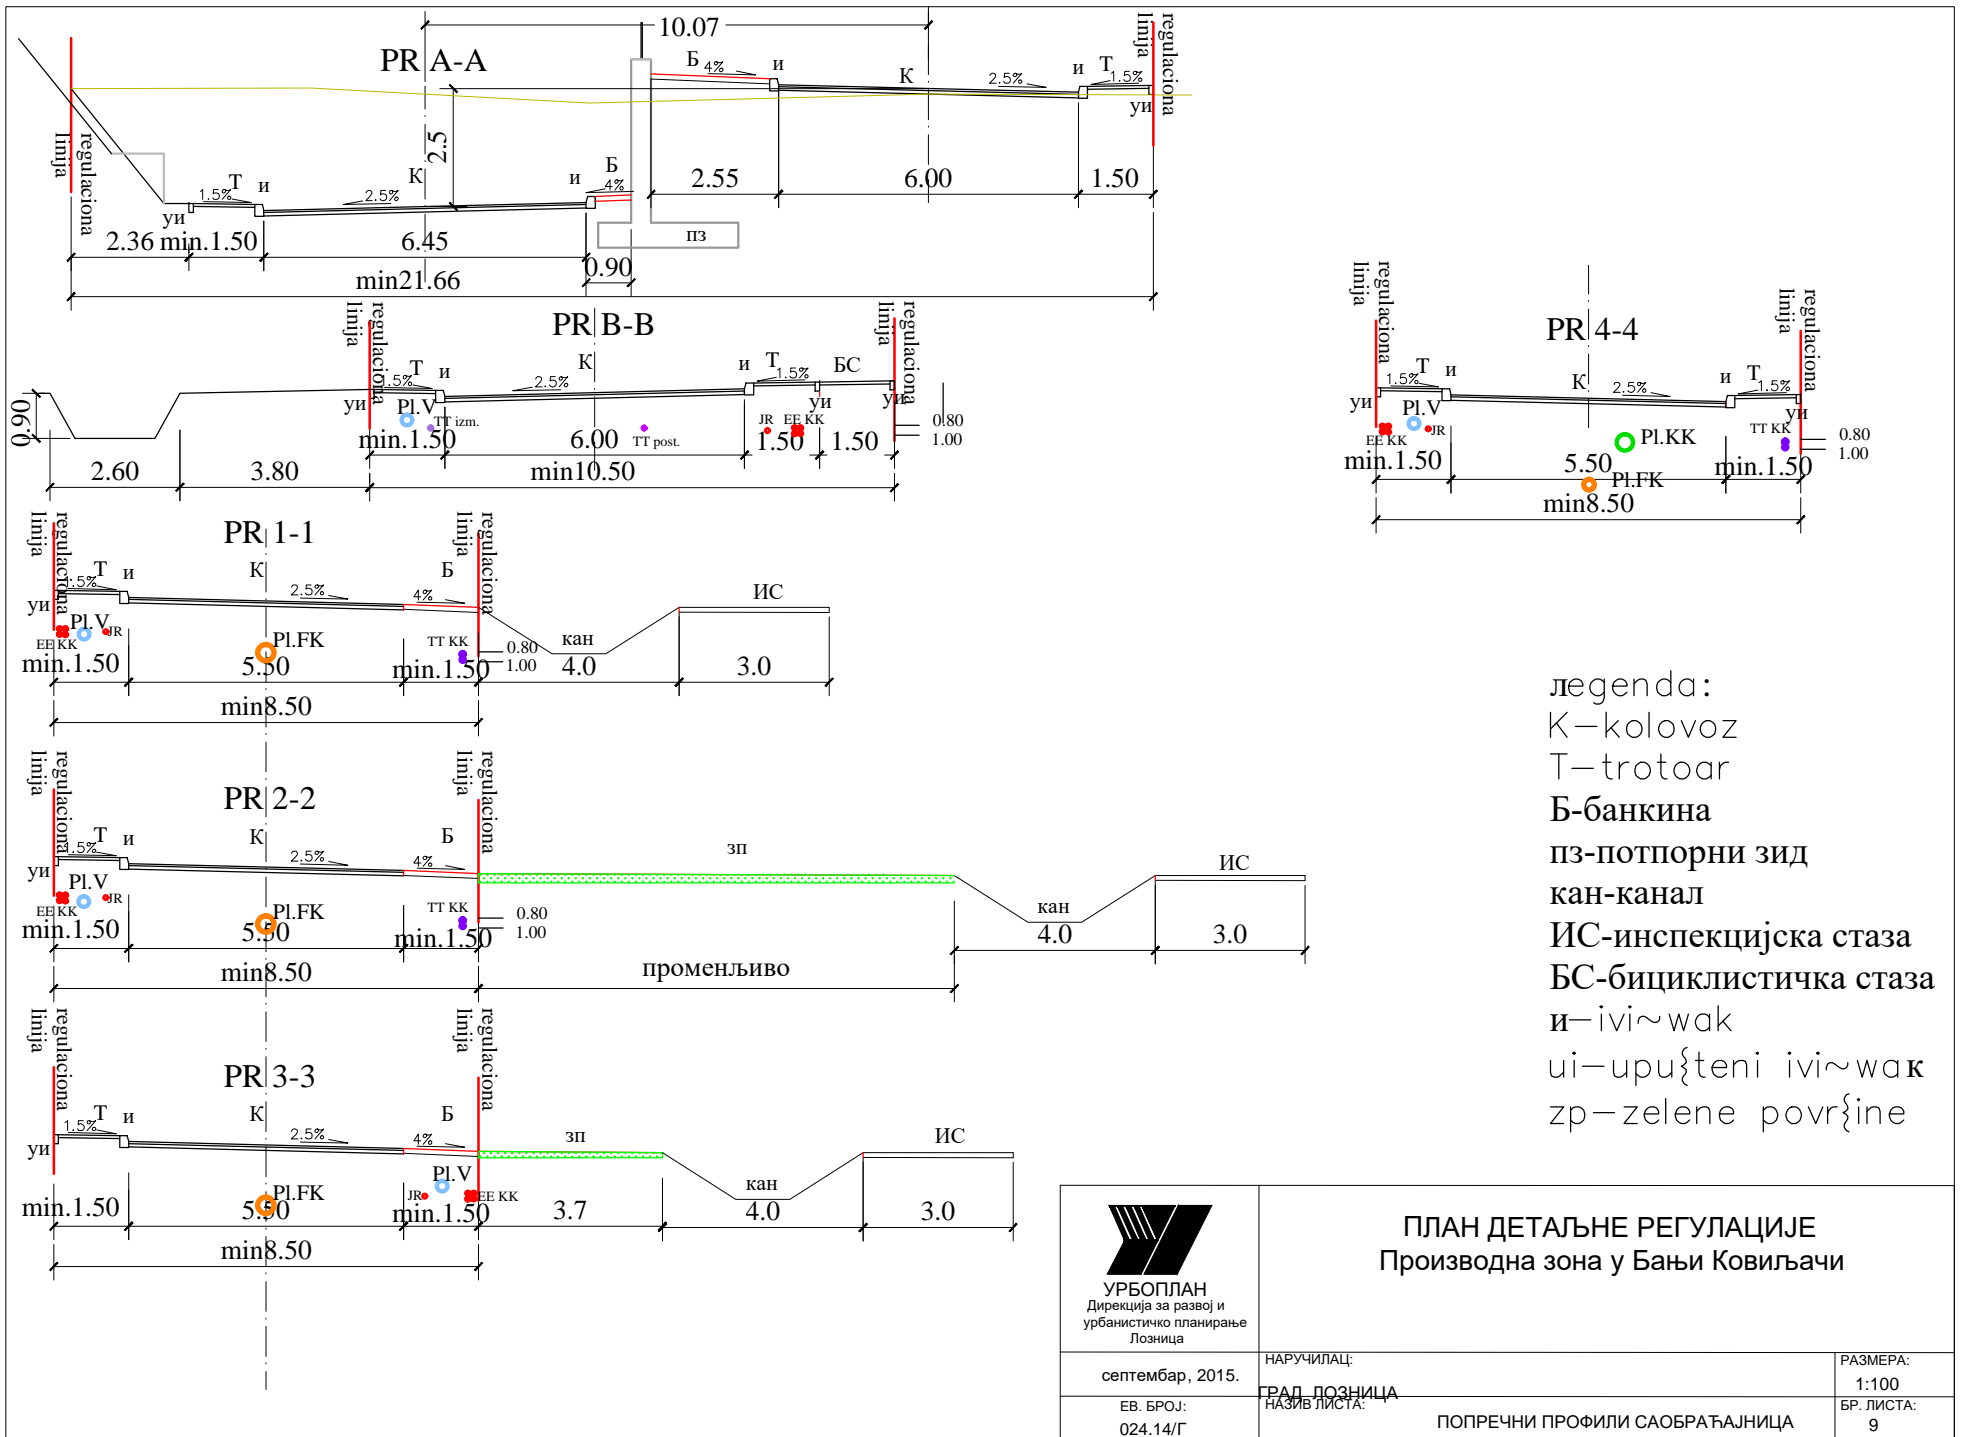 PR A-A
10.07
regulaciona
linija
regulaciona
linija
Б 4% и К 2.5% и Т 1.5%
уи
2.5
2.55 6.00 1.50
1.5% Т и 2.5% К и Б 4%
уи
пз
2.36 min.1.50 6.45
0.90
min21.66
PR B-B
regulaciona
linija
regulaciona
linija
1.5% Т и К 2.5% и Т 1.5% БС
уи уи уи
Pl.V TT izm. TT post. JR EE KK
0.80
1.00
0.90
min.1.50 6.00 1.50 1.50
2.60 3.80 min10.50
PR 4-4
regulaciona
linija
regulaciona
linija
1.5% Т и К 2.5% и Т 1.5%
уи уи
Pl.V
EE KK JR Pl.KK TT KK
0.80
1.00
min.1.50 5.50 min.1.50
Pl.FK
min8.50
PR 1-1
regulaciona
linija
regulaciona
linija
1.5% Т и К 2.5% Б 4% ИС
уи
Pl.V JR
EE KK Pl.FK TT KK кан
0.80
1.00
min.1.50 5.50 min.1.50 4.0 3.0
min8.50
PR 2-2
regulaciona
linija
regulaciona
linija
1.5% Т и К 2.5% Б 4% зп ИС
уи
Pl.V JR
EE KK Pl.FK TT KK кан
0.80
1.00
min.1.50 5.50 min.1.50 4.0 3.0
min8.50 променљиво
PR 3-3
regulaciona
linija
regulaciona
linija
1.5% Т и К 2.5% Б 4% зп ИС
уи
Pl.FK JR Pl.V EE KK кан
min.1.50 5.50 min.1.50 3.7 4.0 3.0
min8.50
лegenda:
K-kolovoz
T-trotoar
Б-банкина
пз-потпорни зид
кан-канал
ИС-инспекцијска стаза
БС-бициклистичка стаза
и-ivi~wak
ui-upu{teni ivi~waк
zp-zelene povr{ine
УРБОПЛАН
Дирекција за развој и
урбанистичко планирање
Лозница
ПЛАН ДЕТАЉНЕ РЕГУЛАЦИЈЕ
Производна зона у Бањи Ковиљачи
септембар, 2015.
НАРУЧИЛАЦ:
ГРАД ЛОЗНИЦА
РАЗМЕРА:
1:100
ЕВ. БРОЈ:
024.14/Г
НАЗИВ ЛИСТА:
ПОПРЕЧНИ ПРОФИЛИ САОБРАЋАЈНИЦА
БР. ЛИСТА:
9